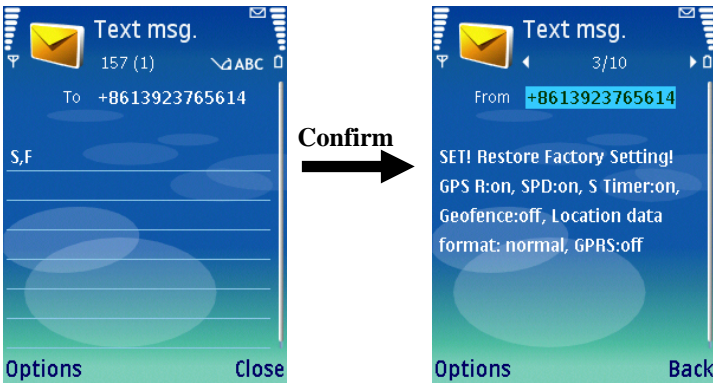 Text msg.
157 (1)
ABC
To +8613923765614
S,F
Options Close
Confirm
Text msg.
3/10
From +8613923765614
SET! Restore Factory Setting!
GPS R:on, SPD:on, S Timer:on,
Geofence:off, Location data
format: normal, GPRS:off
Options Back